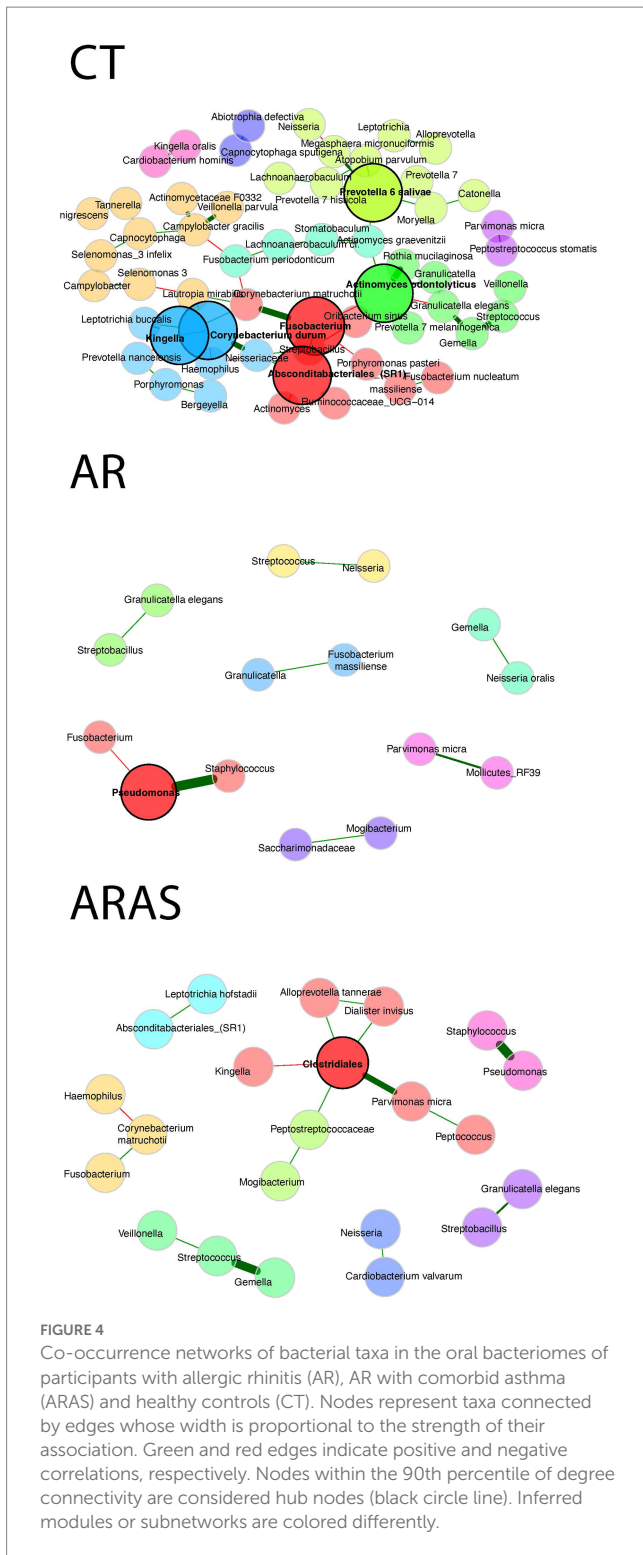 CT
Abiotrophia defectiva
Neisseria
Leptotrichia
Kingella oralis
Megasphaera micronuciformis
Alloprevotella
Cardiobacterium hominis
Capnocytophaga sputigena
Atopobium parvulum
Lachnoanaerobaculum
Prevotella 7
Tannerella
Actinomycetaceae F0332
Prevotella 7 histicola
Prevotella 6 salivae
Catonella
nigrescens
Veillonella parvula
Moryella
Campylobacter gracilis
Stomatobaculum
Parvimonas micra
Capnocytophaga
Lachnoanaerobaculum cf.
Actinomyces graevenitzii
Peptostreptococcus stomatis
Selenomonas_3 infelix
Fusobacterium periodonticum
Rothia mucilaginosa
Selenomonas 3
Granulicatella
Veillonella
Campylobacter
Lautropia mirabilis
Corynebacterium matruchotii
Actinomyces odontolyticus
Granulicatella elegans
Leptotrichia buccalis
Oribacterium sinus
Streptococcus
Kingella
Corynebacterium durum
Fusobacterium
Prevotella 7 melaninogenica
Gemella
Prevotella nanceiensis
Neisseriaceae
Streptobacillus
Haemophilus
Porphyromonas pasteri
Porphyromonas
Absconditabacteriales_(SR1)
Fusobacterium nucleatum
massiliense
Bergeyella
Actinomyces
Ruminococcaceae_UCG-014
AR
Streptococcus
Neisseria
Granulicatella elegans
Gemella
Streptobacillus
Fusobacterium
massiliense
Granulicatella
Neisseria oralis
Fusobacterium
Parvimonas micra
Staphylococcus
Mollicutes_RF39
Pseudomonas
Mogibacterium
Saccharimonadaceae
ARAS
Leptotrichia hofstadii
Alloprevotella tannerae
Dialister invisus
Absconditabacteriales_(SR1)
Staphylococcus
Clostridiales
Kingella
Pseudomonas
Haemophilus
Parvimonas micra
Corynebacterium
matruchotii
Peptostreptococcaceae
Peptococcus
Fusobacterium
Mogibacterium
Granulicatella elegans
Veillonella
Neisseria
Streptobacillus
Streptococcus
Gemella
Cardiobacterium valvarum
FIGURE 4
Co-occurrence networks of bacterial taxa in the oral bacteriomes of
participants with allergic rhinitis (AR), AR with comorbid asthma
(ARAS) and healthy controls (CT). Nodes represent taxa connected
by edges whose width is proportional to the strength of their
association. Green and red edges indicate positive and negative
correlations, respectively. Nodes within the 90th percentile of degree
connectivity are considered hub nodes (black circle line). Inferred
modules or subnetworks are colored differently.